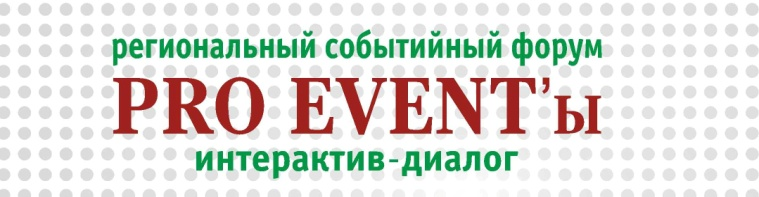 региональный событийный форум
PRO EVENT'ы
интерактив-диалог